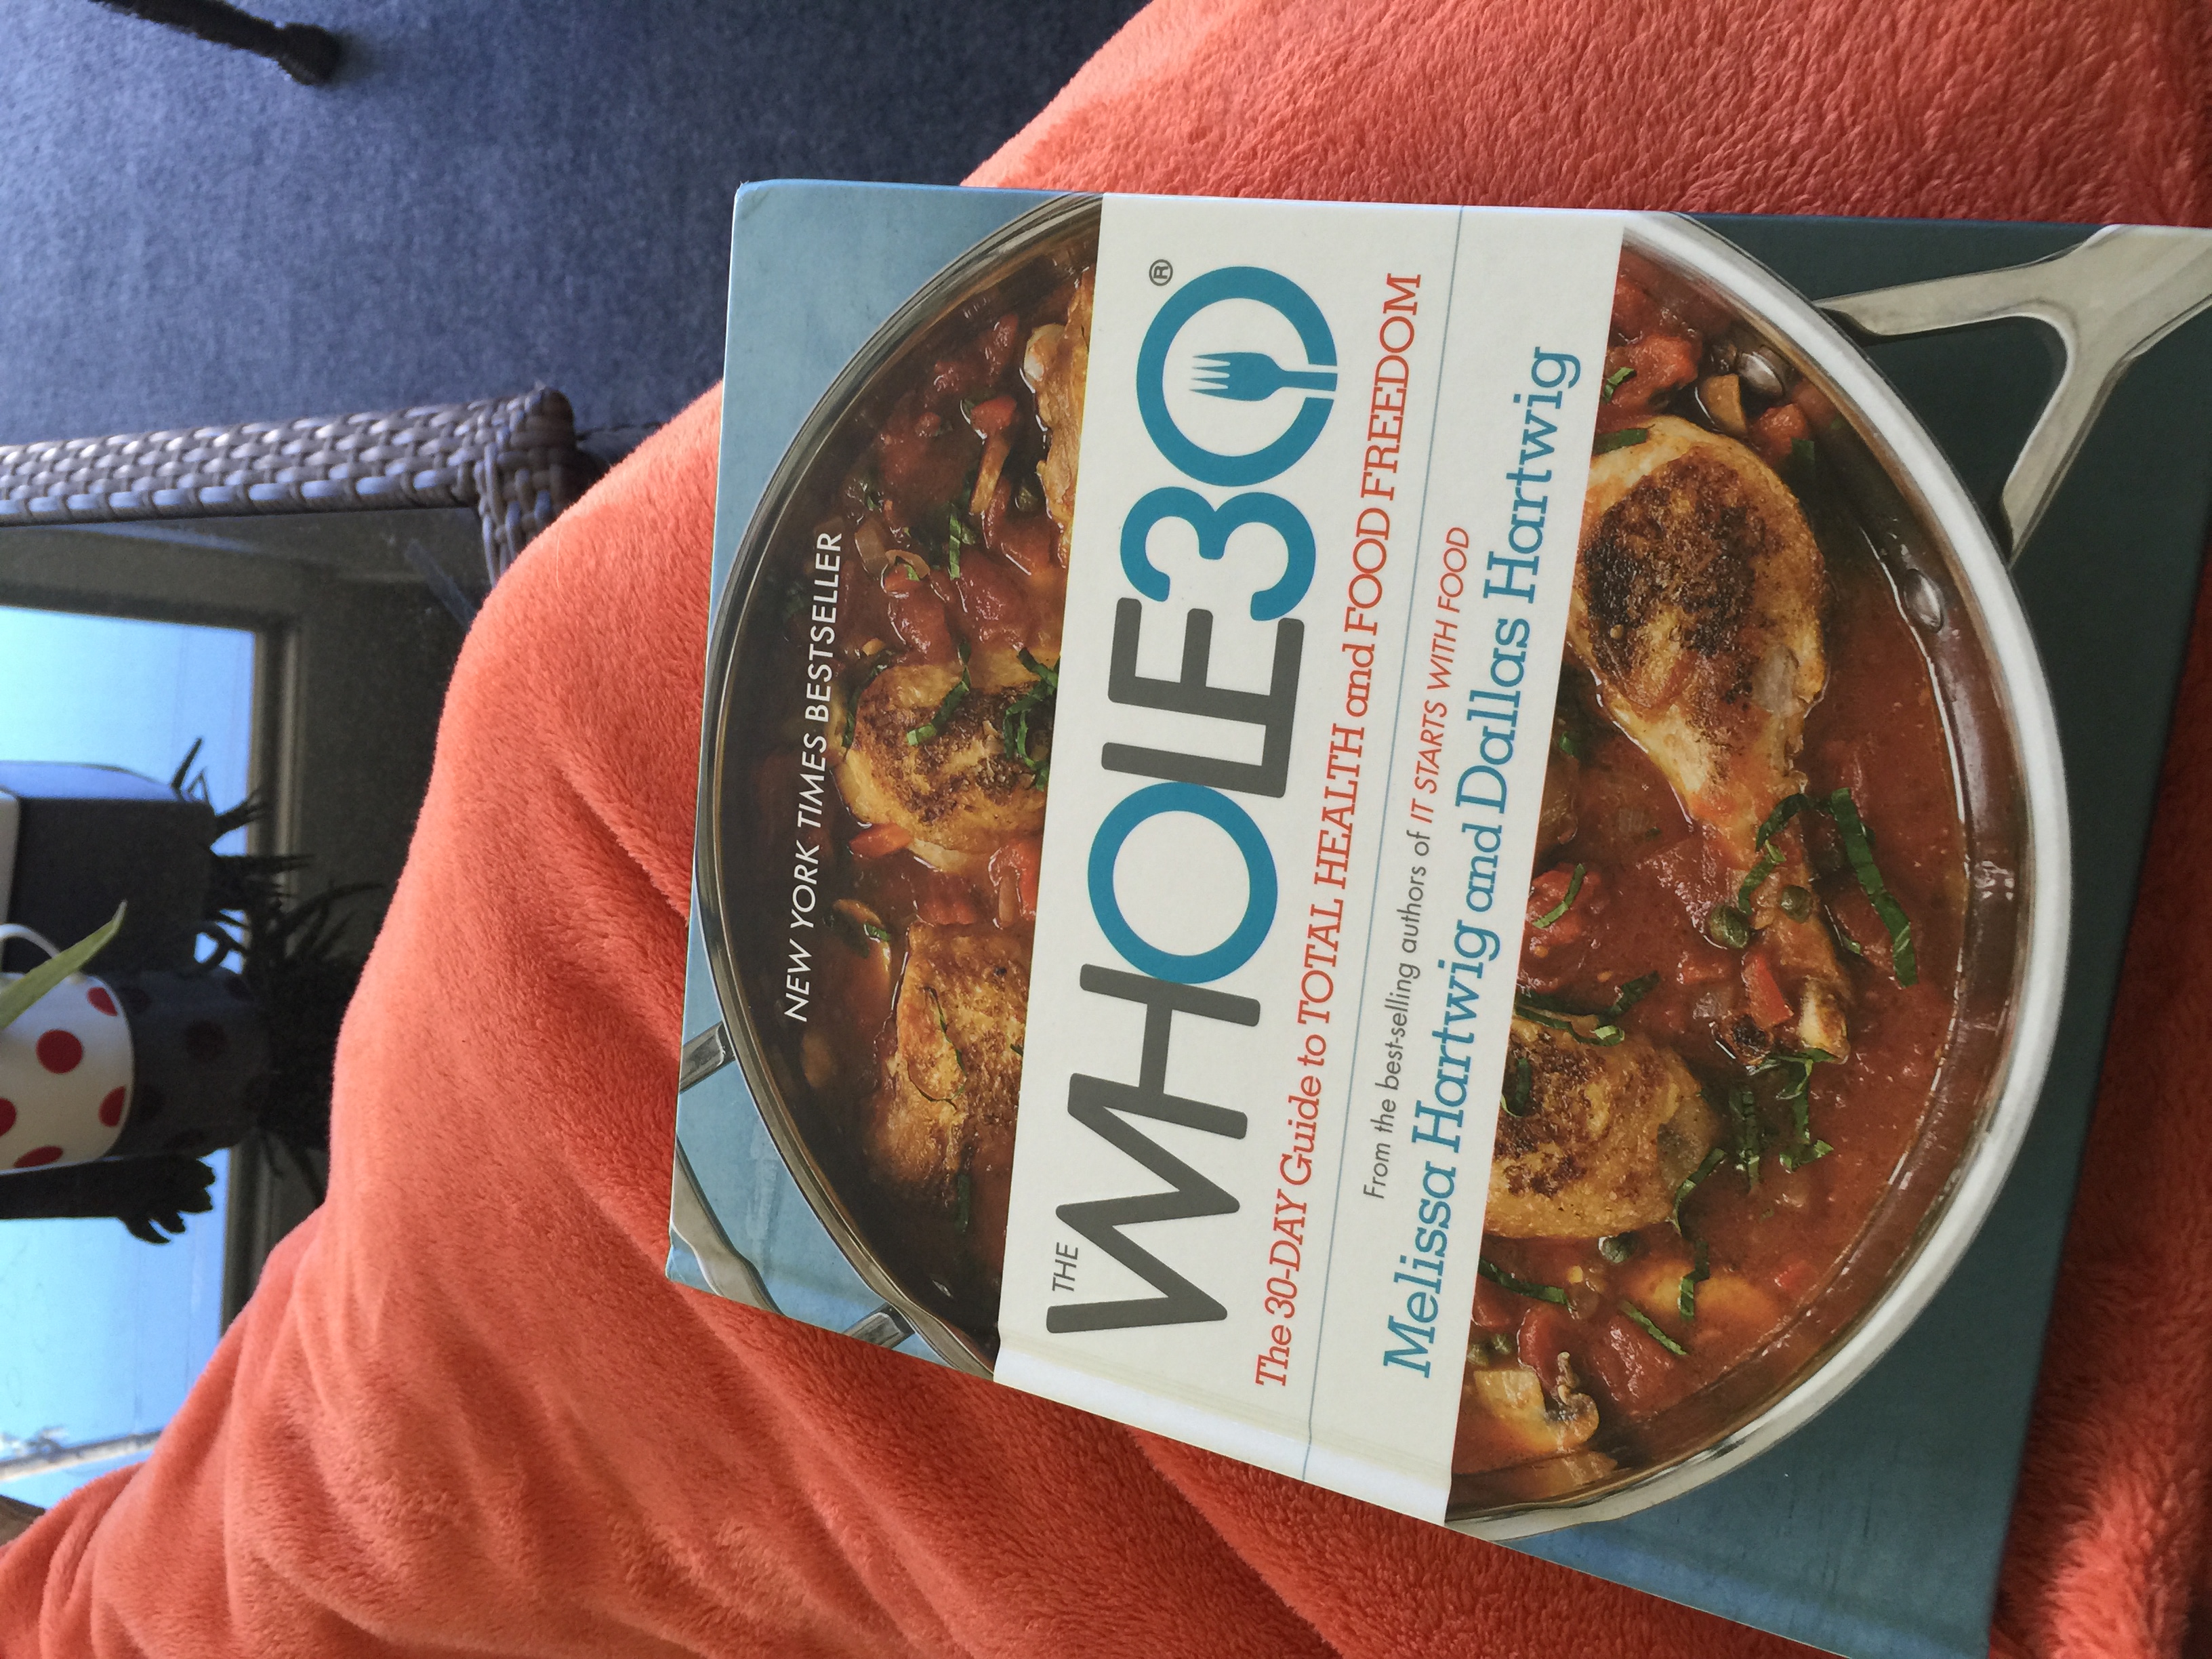 NEW YORK TIMES BESTSELLER
THE
WHOLE30®
The 30-DAY Guide to TOTAL HEALTH and FOOD FREEDOM
From the best-selling authors of IT STARTS WITH FOOD
Melissa Hartwig and Dallas Hartwig